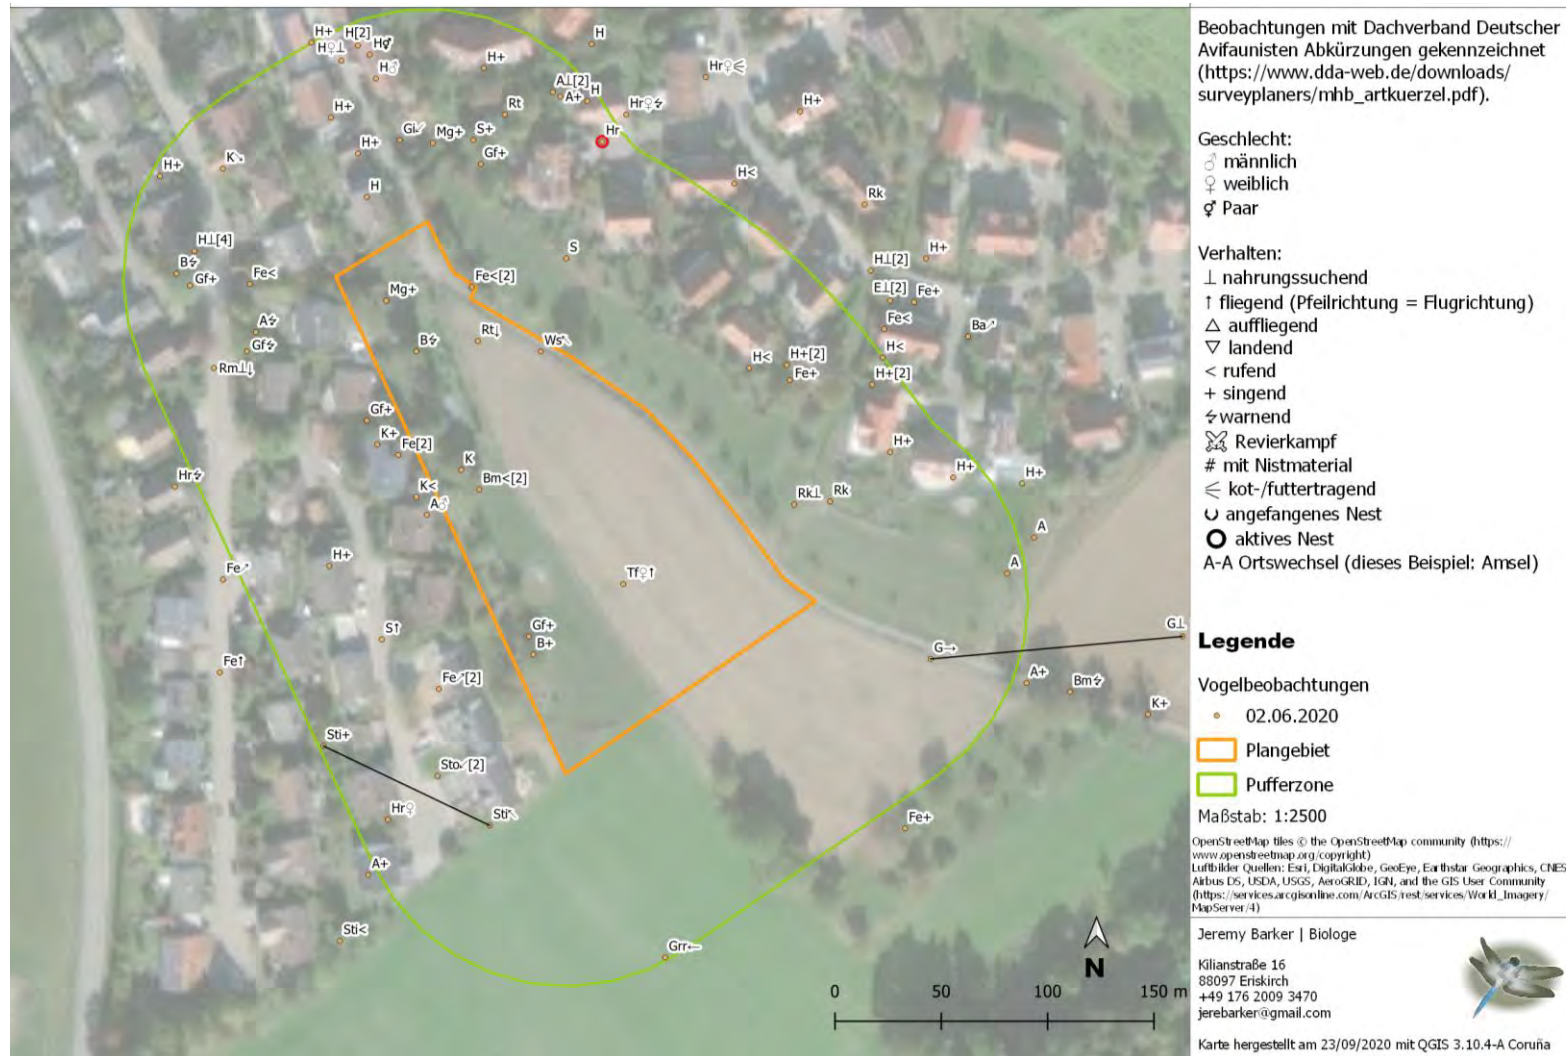 H+
H[2]
H⚥
H♀⊥
H♂
H+
H
A⊥[2]
A+
H
Hr♀⋲
Hr♀↯
H+
Rt
H+
Gi↙
Mg+
S+
Hr
H+
Gf+
K↘
H+
H<
H
Rk
H⊥[4]
B↯
Gf+
Fe<
S
H+
H⊥[2]
Fe<[2]
E⊥[2]
Fe+
Mg+
A↯
Fe<
Ba↗
Rt↓
Gf↯
B↯
Ws↖
H<
H+[2]
H<
Rm⊥↓
Fe+
H+[2]
Gf+
K+
Fe[2]
H+
K
Bm<[2]
H+
H+
Hr↯
K<
Rk⊥
Rk
A♂
A
H+
Fe↗
Tf♀↑
A
S↑
Gf+
B+
G⊥
G→
Fe↑
Fe↗[2]
A+
Bm↯
K+
Sti+
Sto↙[2]
Hr♀
Sti↖
Fe+
A+
Sti<
Grr←
N
0 50 100 150 m
Beobachtungen mit Dachverband Deutscher
Avifaunisten Abkürzungen gekennzeichnet
(https://www.dda-web.de/downloads/
surveyplaners/mhb_artkuerzel.pdf).
Geschlecht:
♂ männlich
♀ weiblich
⚥ Paar
Verhalten:
⊥ nahrungssuchend
↑ fliegend (Pfeilrichtung = Flugrichtung)
△ auffliegend
▽ landend
< rufend
+ singend
↯ warnend
⚔ Revierkampf
# mit Nistmaterial
⋲ kot-/futtertragend
∪ angefangenes Nest
O aktives Nest
A-A Ortswechsel (dieses Beispiel: Amsel)
Legende
Vogelbeobachtungen
02.06.2020
Plangebiet
Pufferzone
Maßstab: 1:2500
OpenStreetMap tiles © the OpenStreetMap community (https://
www.openstreetmap.org/copyright)
Luftbilder Quellen: Esri, DigitalGlobe, GeoEye, Earthstar Geographics, CNES
Airbus DS, USDA, USGS, AeroGRID, IGN, and the GIS User Community
(https://services.arcgisonline.com/ArcGIS/rest/services/World_Imagery/
MapServer/4)
Jeremy Barker | Biologe
Kilianstraße 16
88097 Eriskirch
+49 176 2009 3470
jerebarker@gmail.com
Karte hergestellt am 23/09/2020 mit QGIS 3.10.4-A Coruña